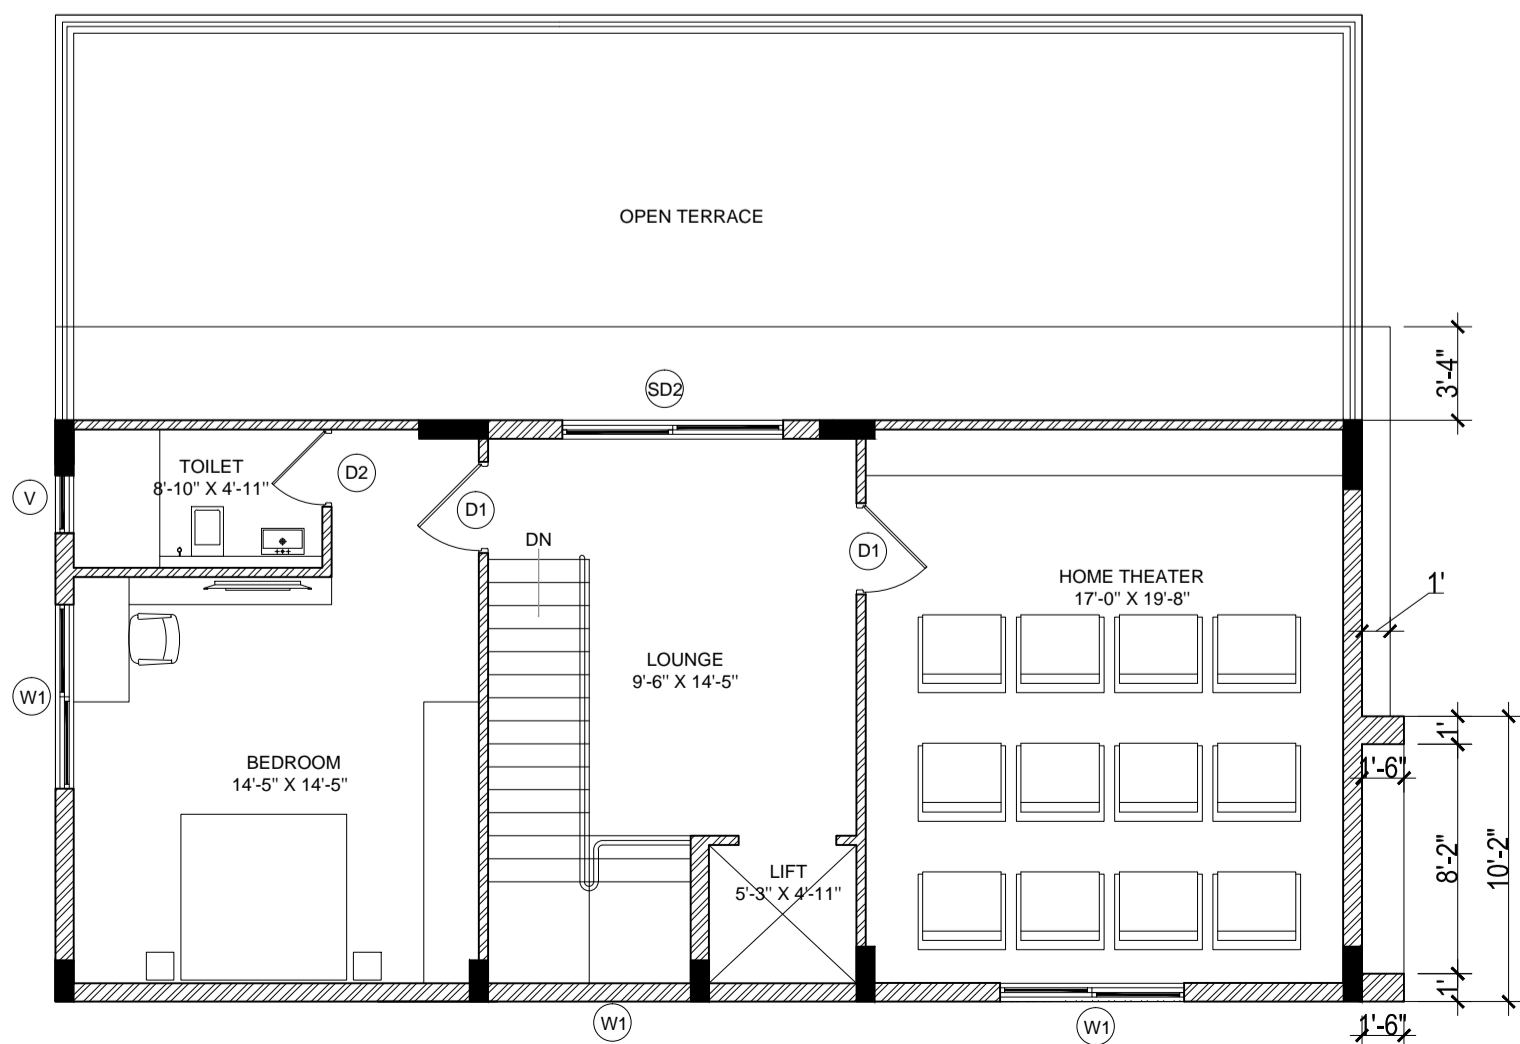 OPEN TERRACE
3'-4"
SD2
TOILET
8'-10" X 4'-11"
D2
V
D1
DN
D1
HOME THEATER
17'-0" X 19'-8"
1'
LOUNGE
9'-6" X 14'-5"
W1
BEDROOM
14'-5" X 14'-5"
1'
1'-6"
8'-2"
10'-2"
LIFT
5'-3" X 4'-11"
1'
W1
W1
1'-6"